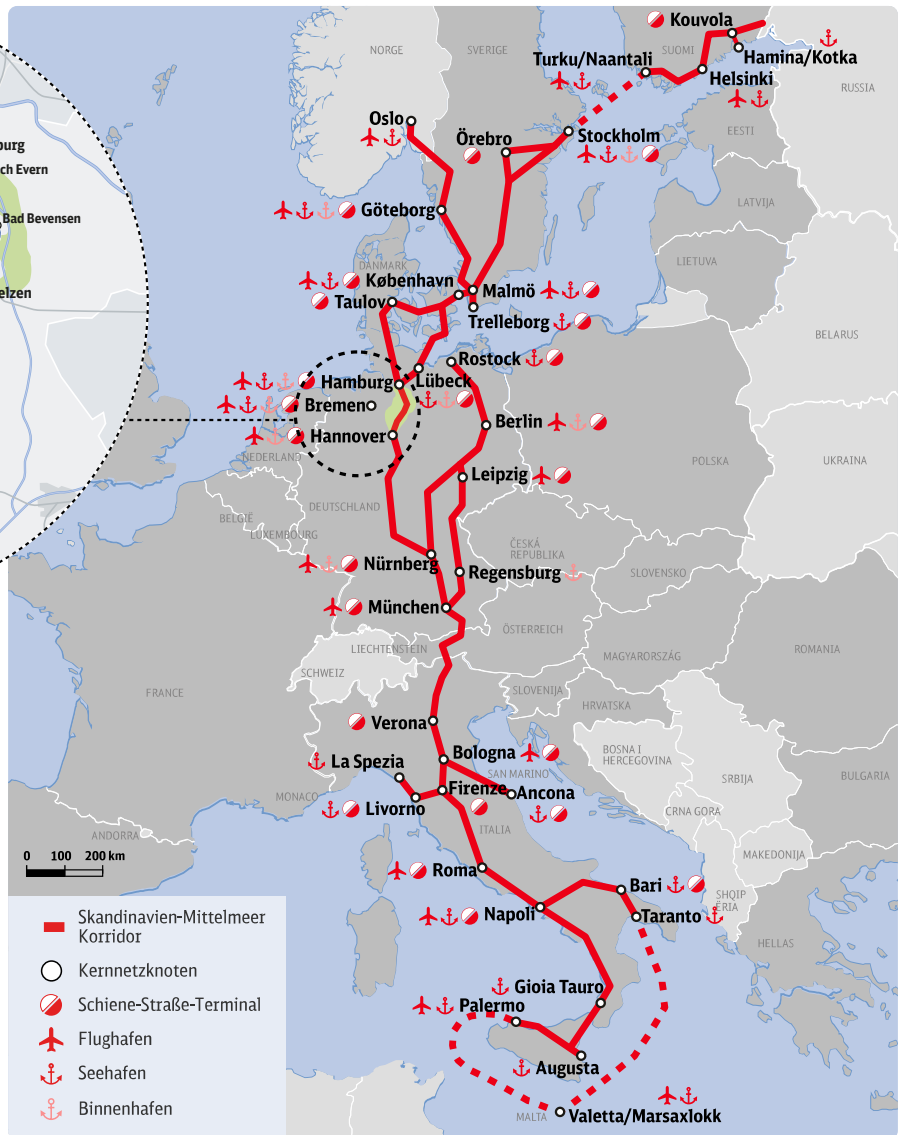 Kouvola
NORGE
SVERIGE
SUOMI
Hamina/Kotka
Turku/Naantali
Helsinki
RUSSIA
Oslo
Örebro
Stockholm
EESTI
burg
ch Evern
Bad Bevensen
elzen
Göteborg
LATVIJA
DANMARK
LIETUVA
København
Malmö
Taulov
Trelleborg
BELARUS
Rostock
Hamburg
Lübeck
Bremen
Berlin
Hannover
NEDERLAND
POLSKA
UKRAINA
Leipzig
DEUTSCHLAND
BELGIË
LUXEMBOURG
ČESKÁ
REPUBLIKA
Nürnberg
Regensburg
SLOVENSKO
München
ÖSTERREICH
LIECHTENSTEIN
MAGYARORSZÁG
ROMANIA
SCHWEIZ
FRANCE
SLOVENIJA
HRVATSKA
Verona
Bologna
BOSNA I
HERCEGOVINA
La Spezia
SAN MARINO
SRBIJA
BULGARIA
MONACO
Firenze
Ancona
Livorno
CRNA GORA
ITALIA
ANDORRA
MAKEDONIJA
0 100 200 km
Roma
Bari
SHQIP
ËRIA
Napoli
Taranto
HELLAS
Gioia Tauro
Palermo
Augusta
MALTA
Valetta/Marsaxlokk
Skandinavien-Mittelmeer
Korridor
Kernnetzknoten
Schiene-Straße-Terminal
Flughafen
Seehafen
Binnenhafen